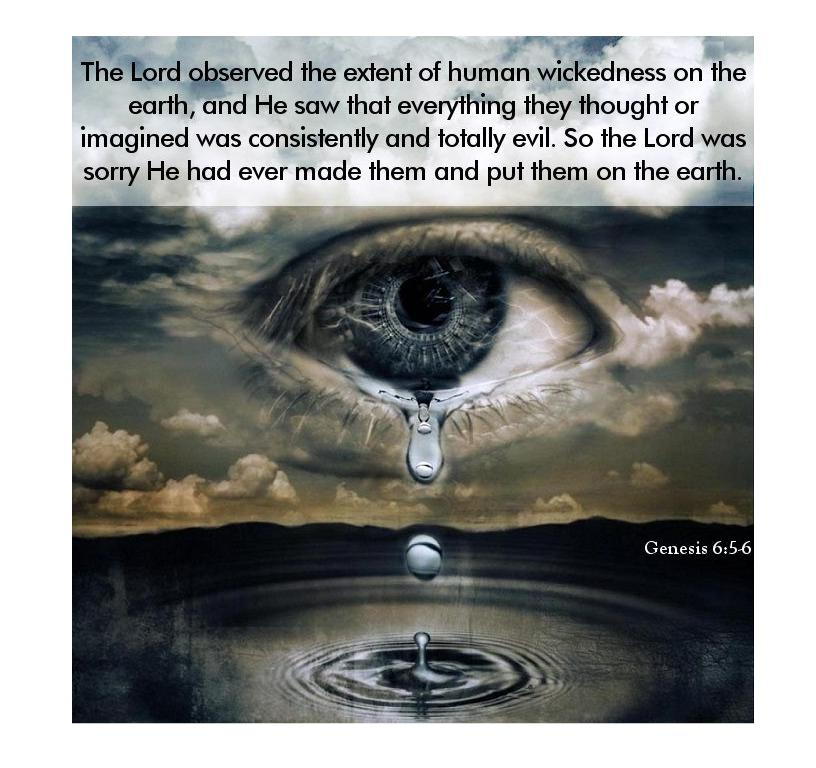 The Lord observed the extent of human wickedness on the
earth, and He saw that everything they thought or
imagined was consistently and totally evil. So the Lord was
sorry He had ever made them and put them on the earth.
Genesis 6:5-6